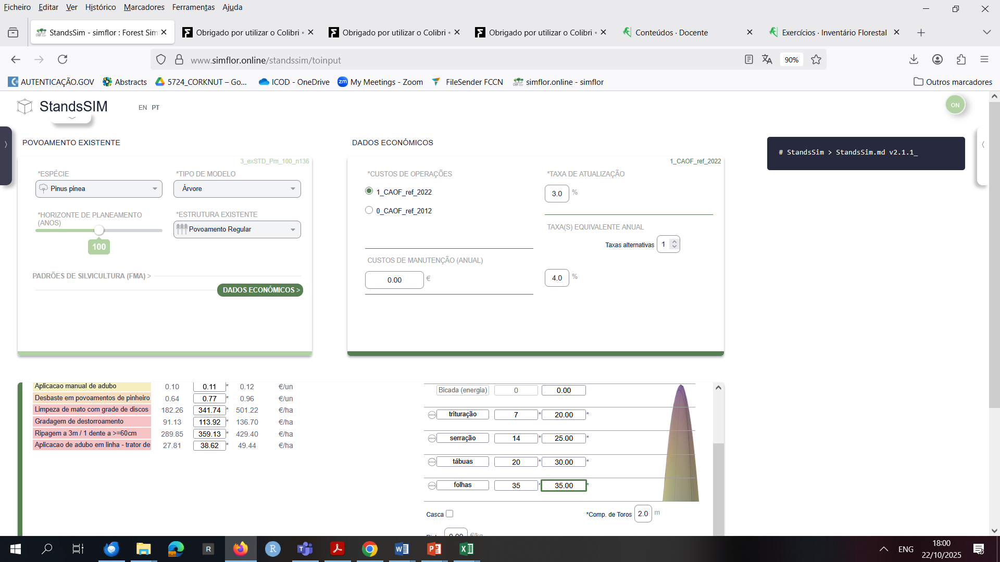 Ficheiro Editar Ver Histórico Marcadores Ferramentas Ajuda
StandsSim - simflor : Forest Sim
Obrigado por utilizar o Colibri •
Obrigado por utilizar o Colibri •
Obrigado por utilizar o Colibri •
Conteúdos · Docente
Exercícios · Inventário Florestal
www.simflor.online/standssim/toinput
90%
AUTENTICAÇÃO.GOV
Abstracts
5724_CORKNUT – Go...
ICOD - OneDrive
zm My Meetings - Zoom
FileSender FCCN
simflor.online - simflor
Outros marcadores
StandsSIM
EN PT
ON
POVOAMENTO EXISTENTE
3_exSTD_Pm_100_n136
*ESPÉCIE
*TIPO DE MODELO
Pinus pinea
Árvore
*HORIZONTE DE PLANEAMENTO
(ANOS)
*ESTRUTURA EXISTENTE
Povoamento Regular
100
PADRÕES DE SILVICULTURA (FMA) >
DADOS ECONÓMICOS >
DADOS ECONÓMICOS
1_CAOF_ref_2022
*CUSTOS DE OPERAÇÕES
*TAXA DE ATUALIZAÇÃO
1_CAOF_ref_2022
3.0 %
0_CAOF_ref_2012
TAXA(S) EQUIVALENTE ANUAL
Taxas alternativas 1
CUSTOS DE MANUTENÇÃO (ANUAL)
0.00 €
4.0 %
# StandsSim > StandsSim.md v2.1.1_
Aplicacao manual de adubo 0.10 0.11 * 0.12 €/un
Desbaste em povoamentos de pinheiro 0.64 0.77 * 0.96 €/un
Limpeza de mato com grade de discos 182.26 341.74 * 501.22 €/ha
Gradagem de destorroamento 91.13 113.92 * 136.70 €/ha
Ripagem a 3m / 1 dente a >=60cm 289.85 359.13 * 429.40 €/ha
Aplicacao de adubo em linha - trator de 27.81 38.62 * 49.44 €/ha
Bicada (energia) 0 0.00
trituração 7 * 20.00 *
serração 14 * 25.00 *
tábuas 20 * 30.00 *
folhas 35 * 35.00 *
Casca
*Comp. de Toros 2.0 m
0.00 €/kg
ENG
18:00
22/10/2025